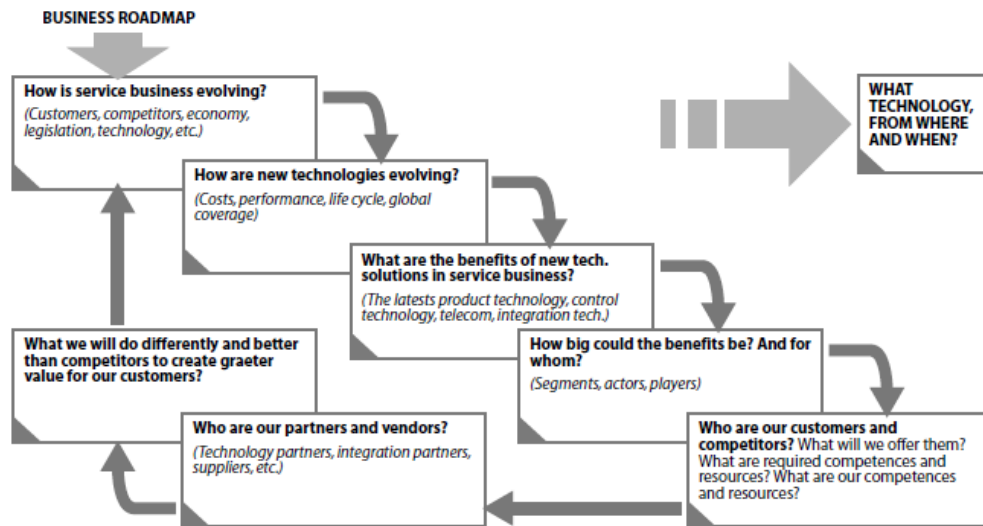 BUSINESS ROADMAP
How is service business evolving?
(Customers, competitors, economy,
legislation, technology, etc.)
WHAT
TECHNOLOGY,
FROM WHERE
AND WHEN?
How are new technologies evolving?
(Costs, performance, life cycle, global
coverage)
What are the benefits of new tech.
solutions in service business?
(The latests product technology, control
technology, telecom, integration tech.)
How big could the benefits be? And for
whom?
(Segments, actors, players)
Who are our customers and
competitors? What will we offer them?
What are required competences and
resources? What are our competences
and resources?
Who are our partners and vendors?
(Technology partners, integration partners,
suppliers, etc.)
What we will do differently and better
than competitors to create graeter
value for our customers?